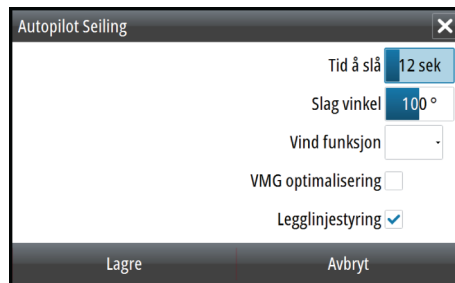 Autopilot Seiling
Tid å slå 12 sek
Slag vinkel 100 °
Vind funksjon
VMG optimalisering
Legglinjestyring
Lagre Avbryt